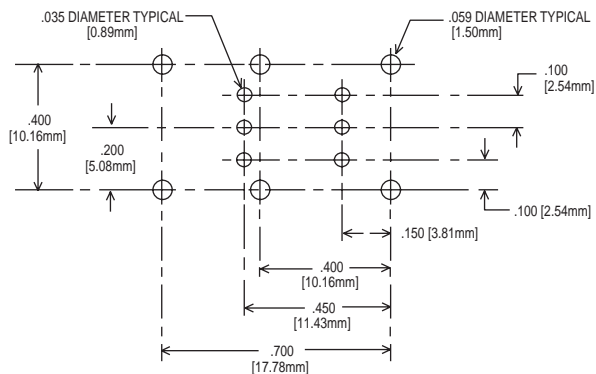 .035 DIAMETER TYPICAL
[0.89mm]
.059 DIAMETER TYPICAL
[1.50mm]
.100
[2.54mm]
.400
[10.16mm]
.200
[5.08mm]
.100 [2.54mm]
.150 [3.81mm]
.400
[10.16mm]
.450
[11.43mm]
.700
[17.78mm]